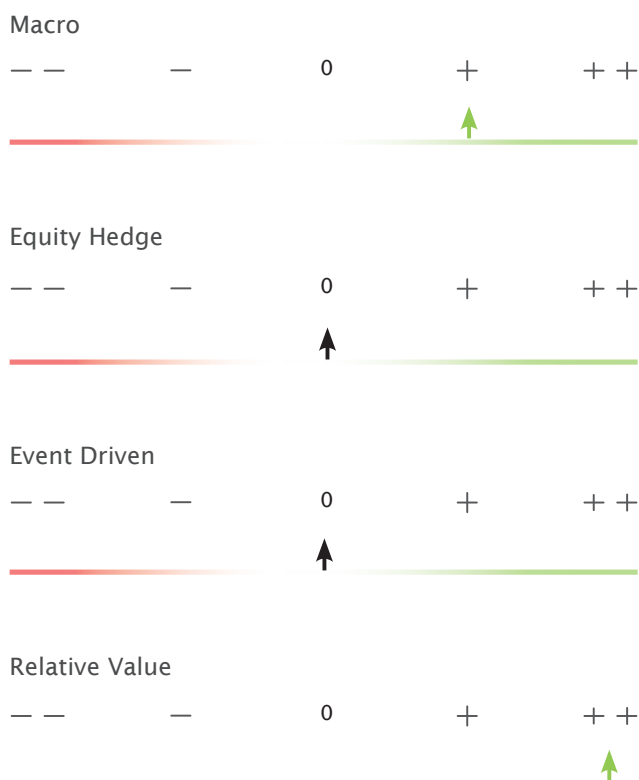 Macro
— — — 0 + + +
Equity Hedge
— — — 0 + + +
Event Driven
— — — 0 + + +
Relative Value
— — — 0 + + +